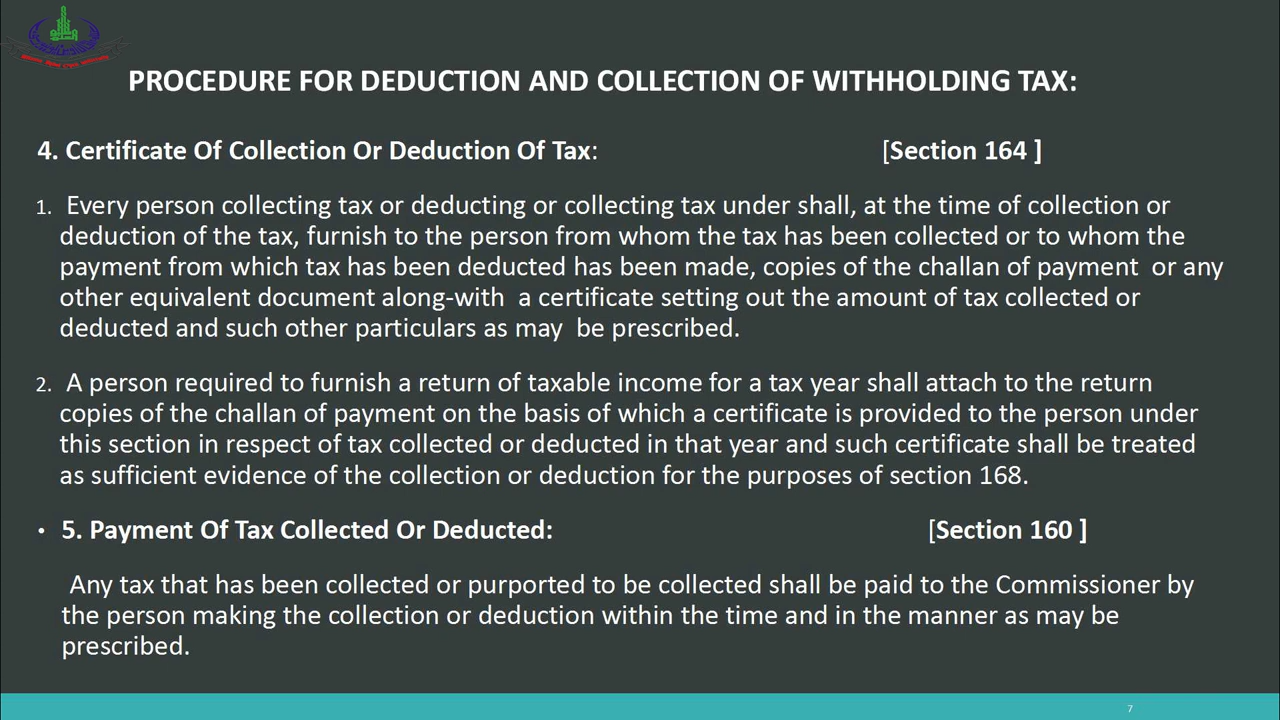 PROCEDURE FOR DEDUCTION AND COLLECTION OF WITHHOLDING TAX:
4. Certificate Of Collection Or Deduction Of Tax: [Section 164 ]
1. Every person collecting tax or deducting or collecting tax under shall, at the time of collection or
deduction of the tax, furnish to the person from whom the tax has been collected or to whom the
payment from which tax has been deducted has been made, copies of the challan of payment or any
other equivalent document along-with a certificate setting out the amount of tax collected or
deducted and such other particulars as may be prescribed.
2. A person required to furnish a return of taxable income for a tax year shall attach to the return
copies of the challan of payment on the basis of which a certificate is provided to the person under
this section in respect of tax collected or deducted in that year and such certificate shall be treated
as sufficient evidence of the collection or deduction for the purposes of section 168.
• 5. Payment Of Tax Collected Or Deducted: [Section 160 ]
Any tax that has been collected or purported to be collected shall be paid to the Commissioner by
the person making the collection or deduction within the time and in the manner as may be
prescribed.
7